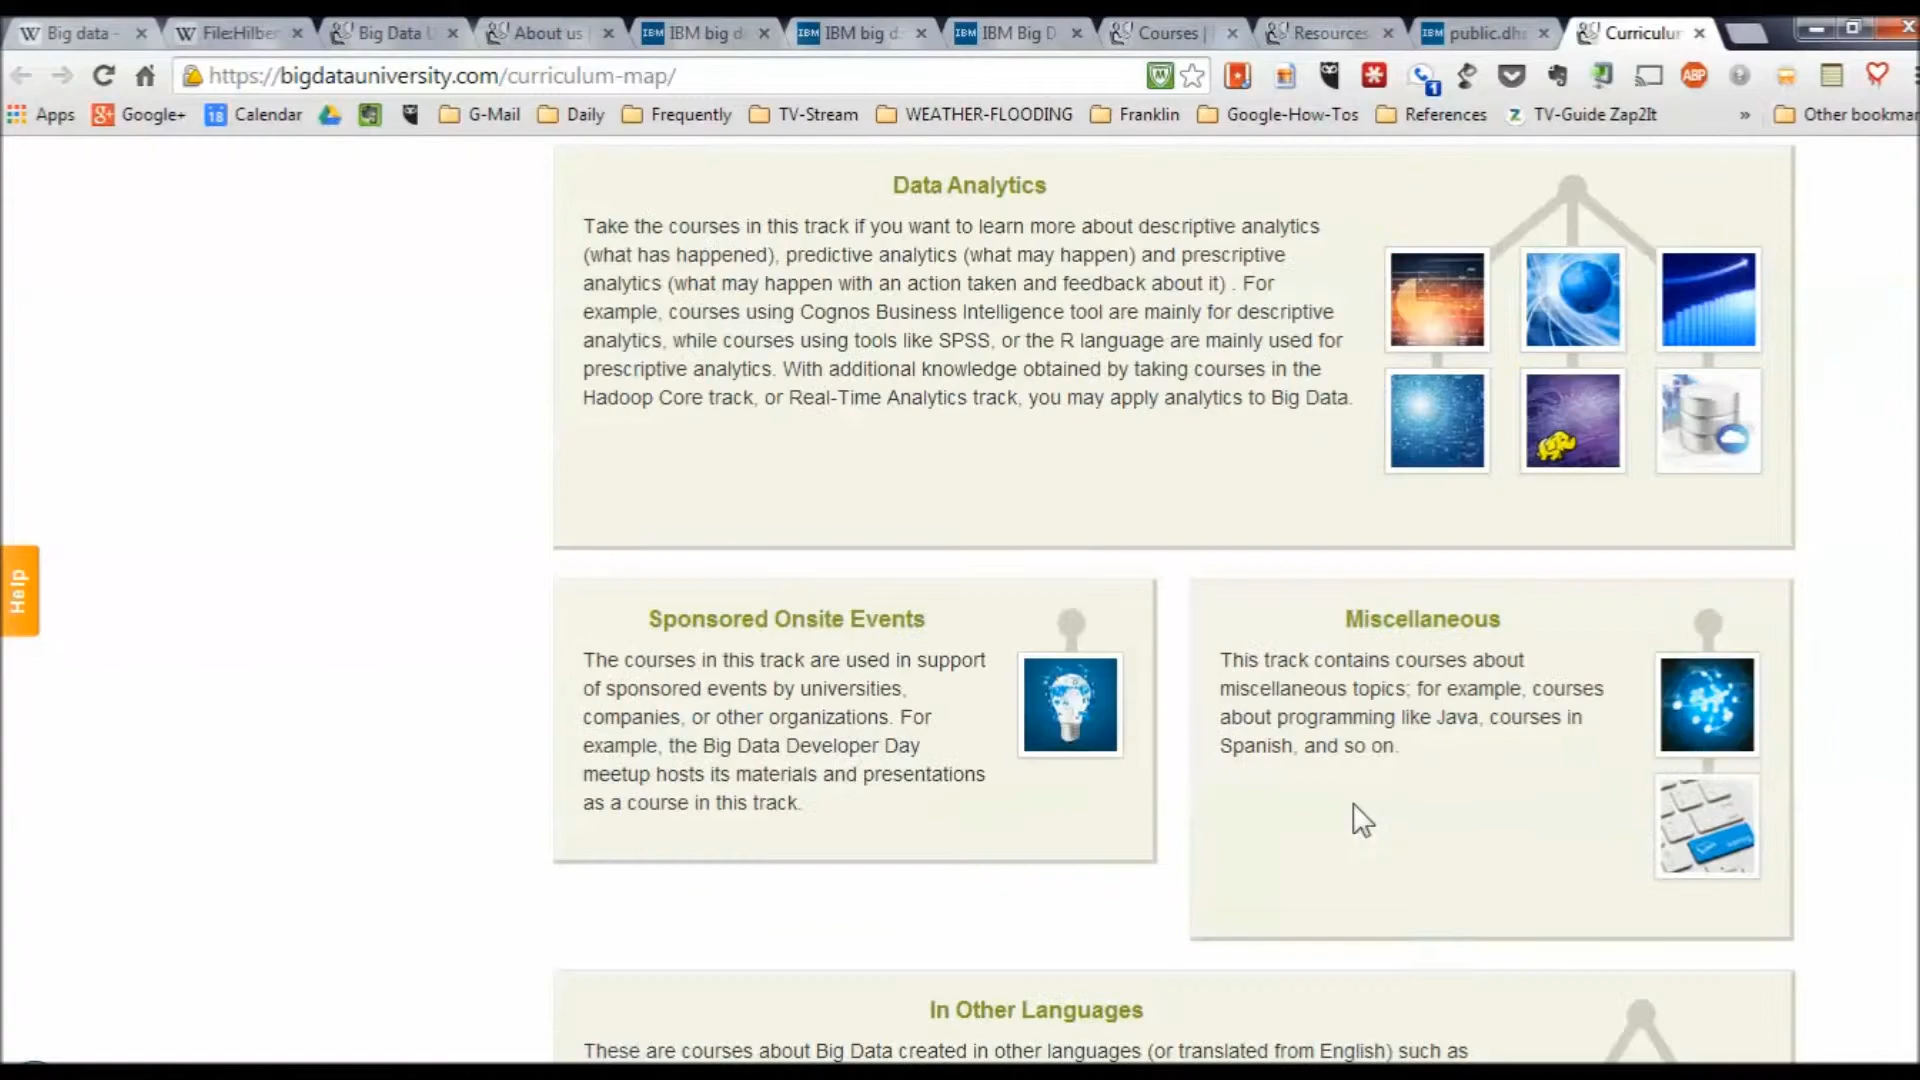 Big data -
File:Hilber
Big Data U
About us
IBM big d
IBM big d
IBM Big D
Courses |
Resources
public.dhe
Curriculum
https://bigdatauniversity.com/curriculum-map/
ABP
1
Apps
Google+
18
Calendar
G-Mail
Daily
Frequently
TV-Stream
WEATHER-FLOODING
Franklin
Google-How-Tos
References
TV-Guide Zap2It
»
Other bookmar
Data Analytics
Take the courses in this track if you want to learn more about descriptive analytics
(what has happened), predictive analytics (what may happen) and prescriptive
analytics (what may happen with an action taken and feedback about it) . For
example, courses using Cognos Business Intelligence tool are mainly for descriptive
analytics, while courses using tools like SPSS, or the R language are mainly used for
prescriptive analytics. With additional knowledge obtained by taking courses in the
Hadoop Core track, or Real-Time Analytics track, you may apply analytics to Big Data.
Help
Sponsored Onsite Events
The courses in this track are used in support
of sponsored events by universities,
companies, or other organizations. For
example, the Big Data Developer Day
meetup hosts its materials and presentations
as a course in this track.
Miscellaneous
This track contains courses about
miscellaneous topics; for example, courses
about programming like Java, courses in
Spanish, and so on.
In Other Languages
These are courses about Big Data created in other languages (or translated from English) such as